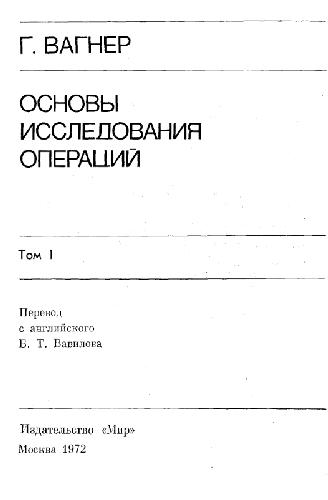 Г. ВАГНЕР
ОСНОВЫ
ИССЛЕДОВАНИЯ
ОПЕРАЦИЙ
Том I
Перевод
с английского
Б. Т. Вавилова
Издательство «Мир»
Москва 1972